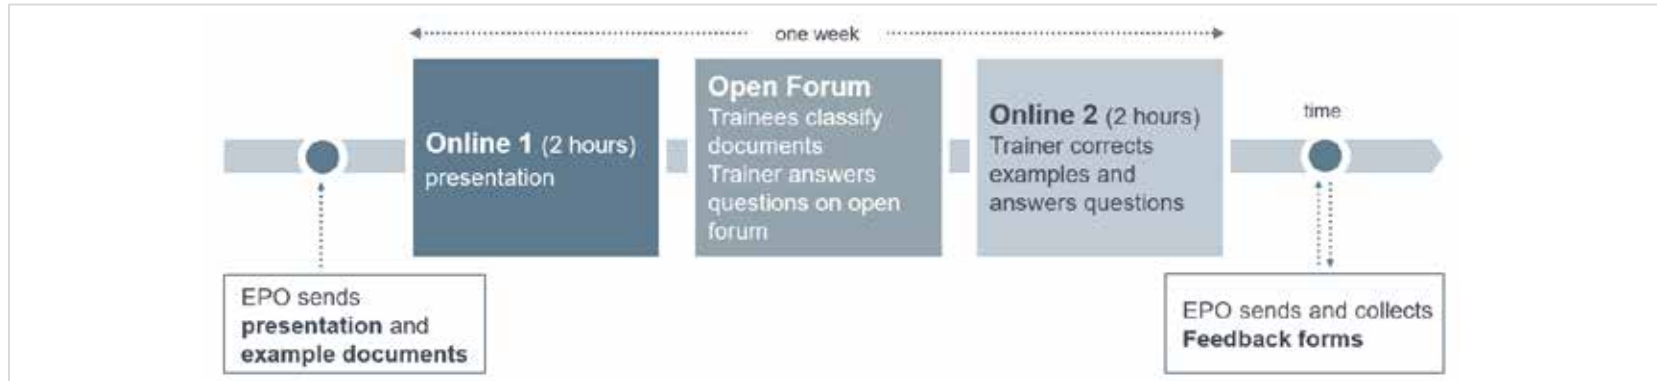 one week
Online 1 (2 hours)
presentation
Open Forum
Trainees classify
documents
Trainer answers
questions on open
forum
Online 2 (2 hours)
Trainer corrects
examples and
answers questions
time
EPO sends
presentation and
example documents
EPO sends and collects
Feedback forms